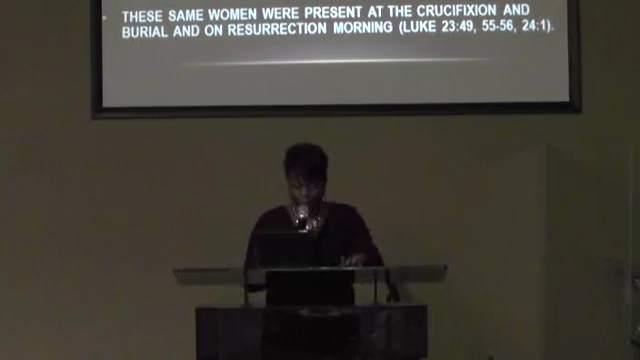 THESE SAME WOMEN WERE PRESENT AT THE CRUCIFIXION AND
BURIAL AND ON RESURRECTION MORNING (LUKE 23:49, 55-56, 24:1).